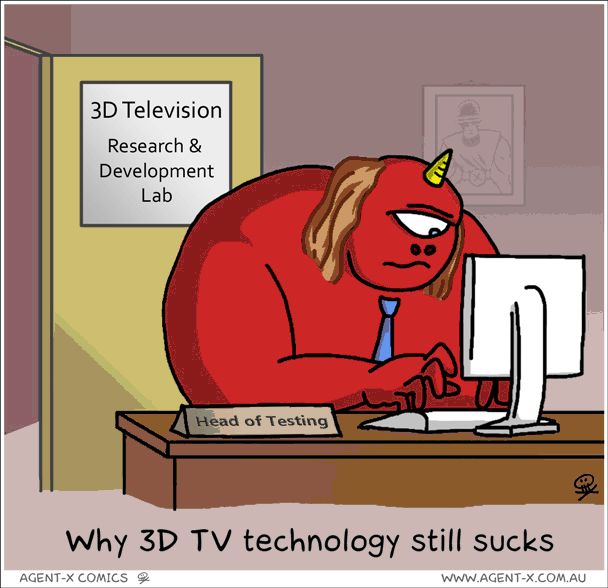 3D Television
Research &
Development
Lab
Head of Testing
Why 3D TV technology still sucks
AGENT-X COMICS
WWW.AGENT-X.COM.AU